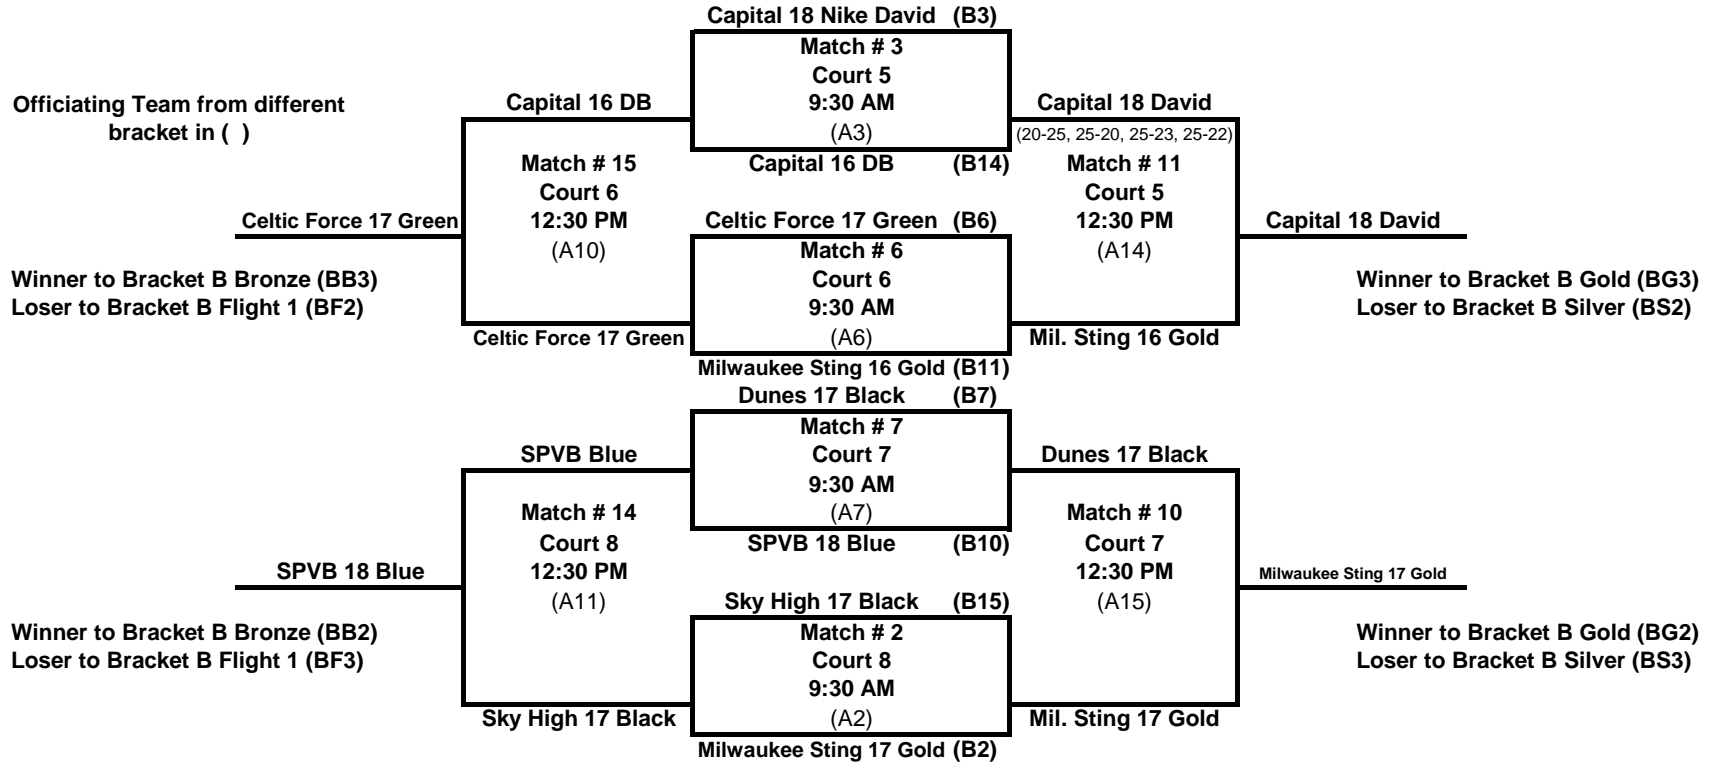 Capital 18 Nike David (B3)
Match # 3
Court 5
9:30 AM
(A3)
Capital 16 DB (B14)
Officiating Team from different
bracket in ( )
Capital 16 DB
Match # 15
Court 6
12:30 PM
(A10)
Celtic Force 17 Green
Celtic Force 17 Green
Winner to Bracket B Bronze (BB3)
Loser to Bracket B Flight 1 (BF2)
Celtic Force 17 Green (B6)
Match # 6
Court 6
9:30 AM
(A6)
Milwaukee Sting 16 Gold (B11)
Capital 18 David
(20-25, 25-20, 25-23, 25-22)
Match # 11
Court 5
12:30 PM
(A14)
Mil. Sting 16 Gold
Capital 18 David
Winner to Bracket B Gold (BG3)
Loser to Bracket B Silver (BS2)
Dunes 17 Black (B7)
Match # 7
Court 7
9:30 AM
(A7)
SPVB 18 Blue (B10)
SPVB Blue
Match # 14
Court 8
12:30 PM
(A11)
Sky High 17 Black
SPVB 18 Blue
Winner to Bracket B Bronze (BB2)
Loser to Bracket B Flight 1 (BF3)
Sky High 17 Black (B15)
Match # 2
Court 8
9:30 AM
(A2)
Milwaukee Sting 17 Gold (B2)
Dunes 17 Black
Match # 10
Court 7
12:30 PM
(A15)
Mil. Sting 17 Gold
Milwaukee Sting 17 Gold
Winner to Bracket B Gold (BG2)
Loser to Bracket B Silver (BS3)